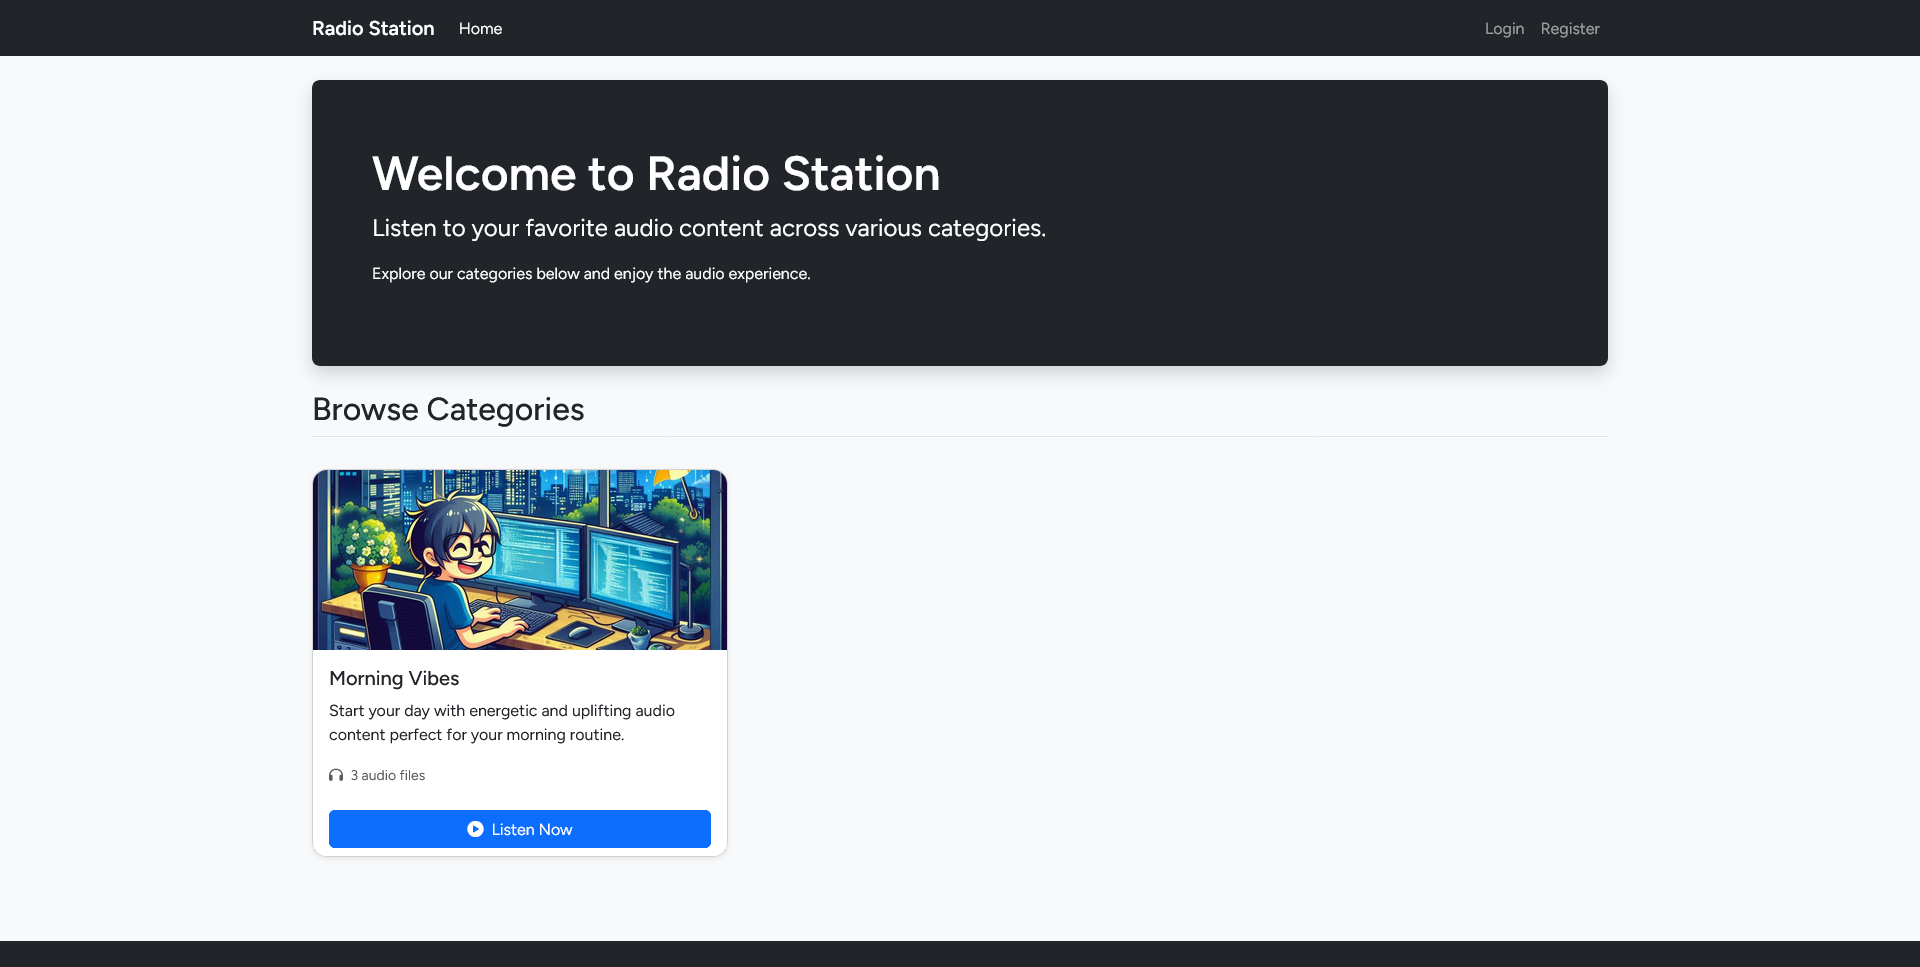 Radio Station Home Login Register
Welcome to Radio Station
Listen to your favorite audio content across various categories.
Explore our categories below and enjoy the audio experience.
Browse Categories
Morning Vibes
Start your day with energetic and uplifting audio
content perfect for your morning routine.
3 audio files
Listen Now